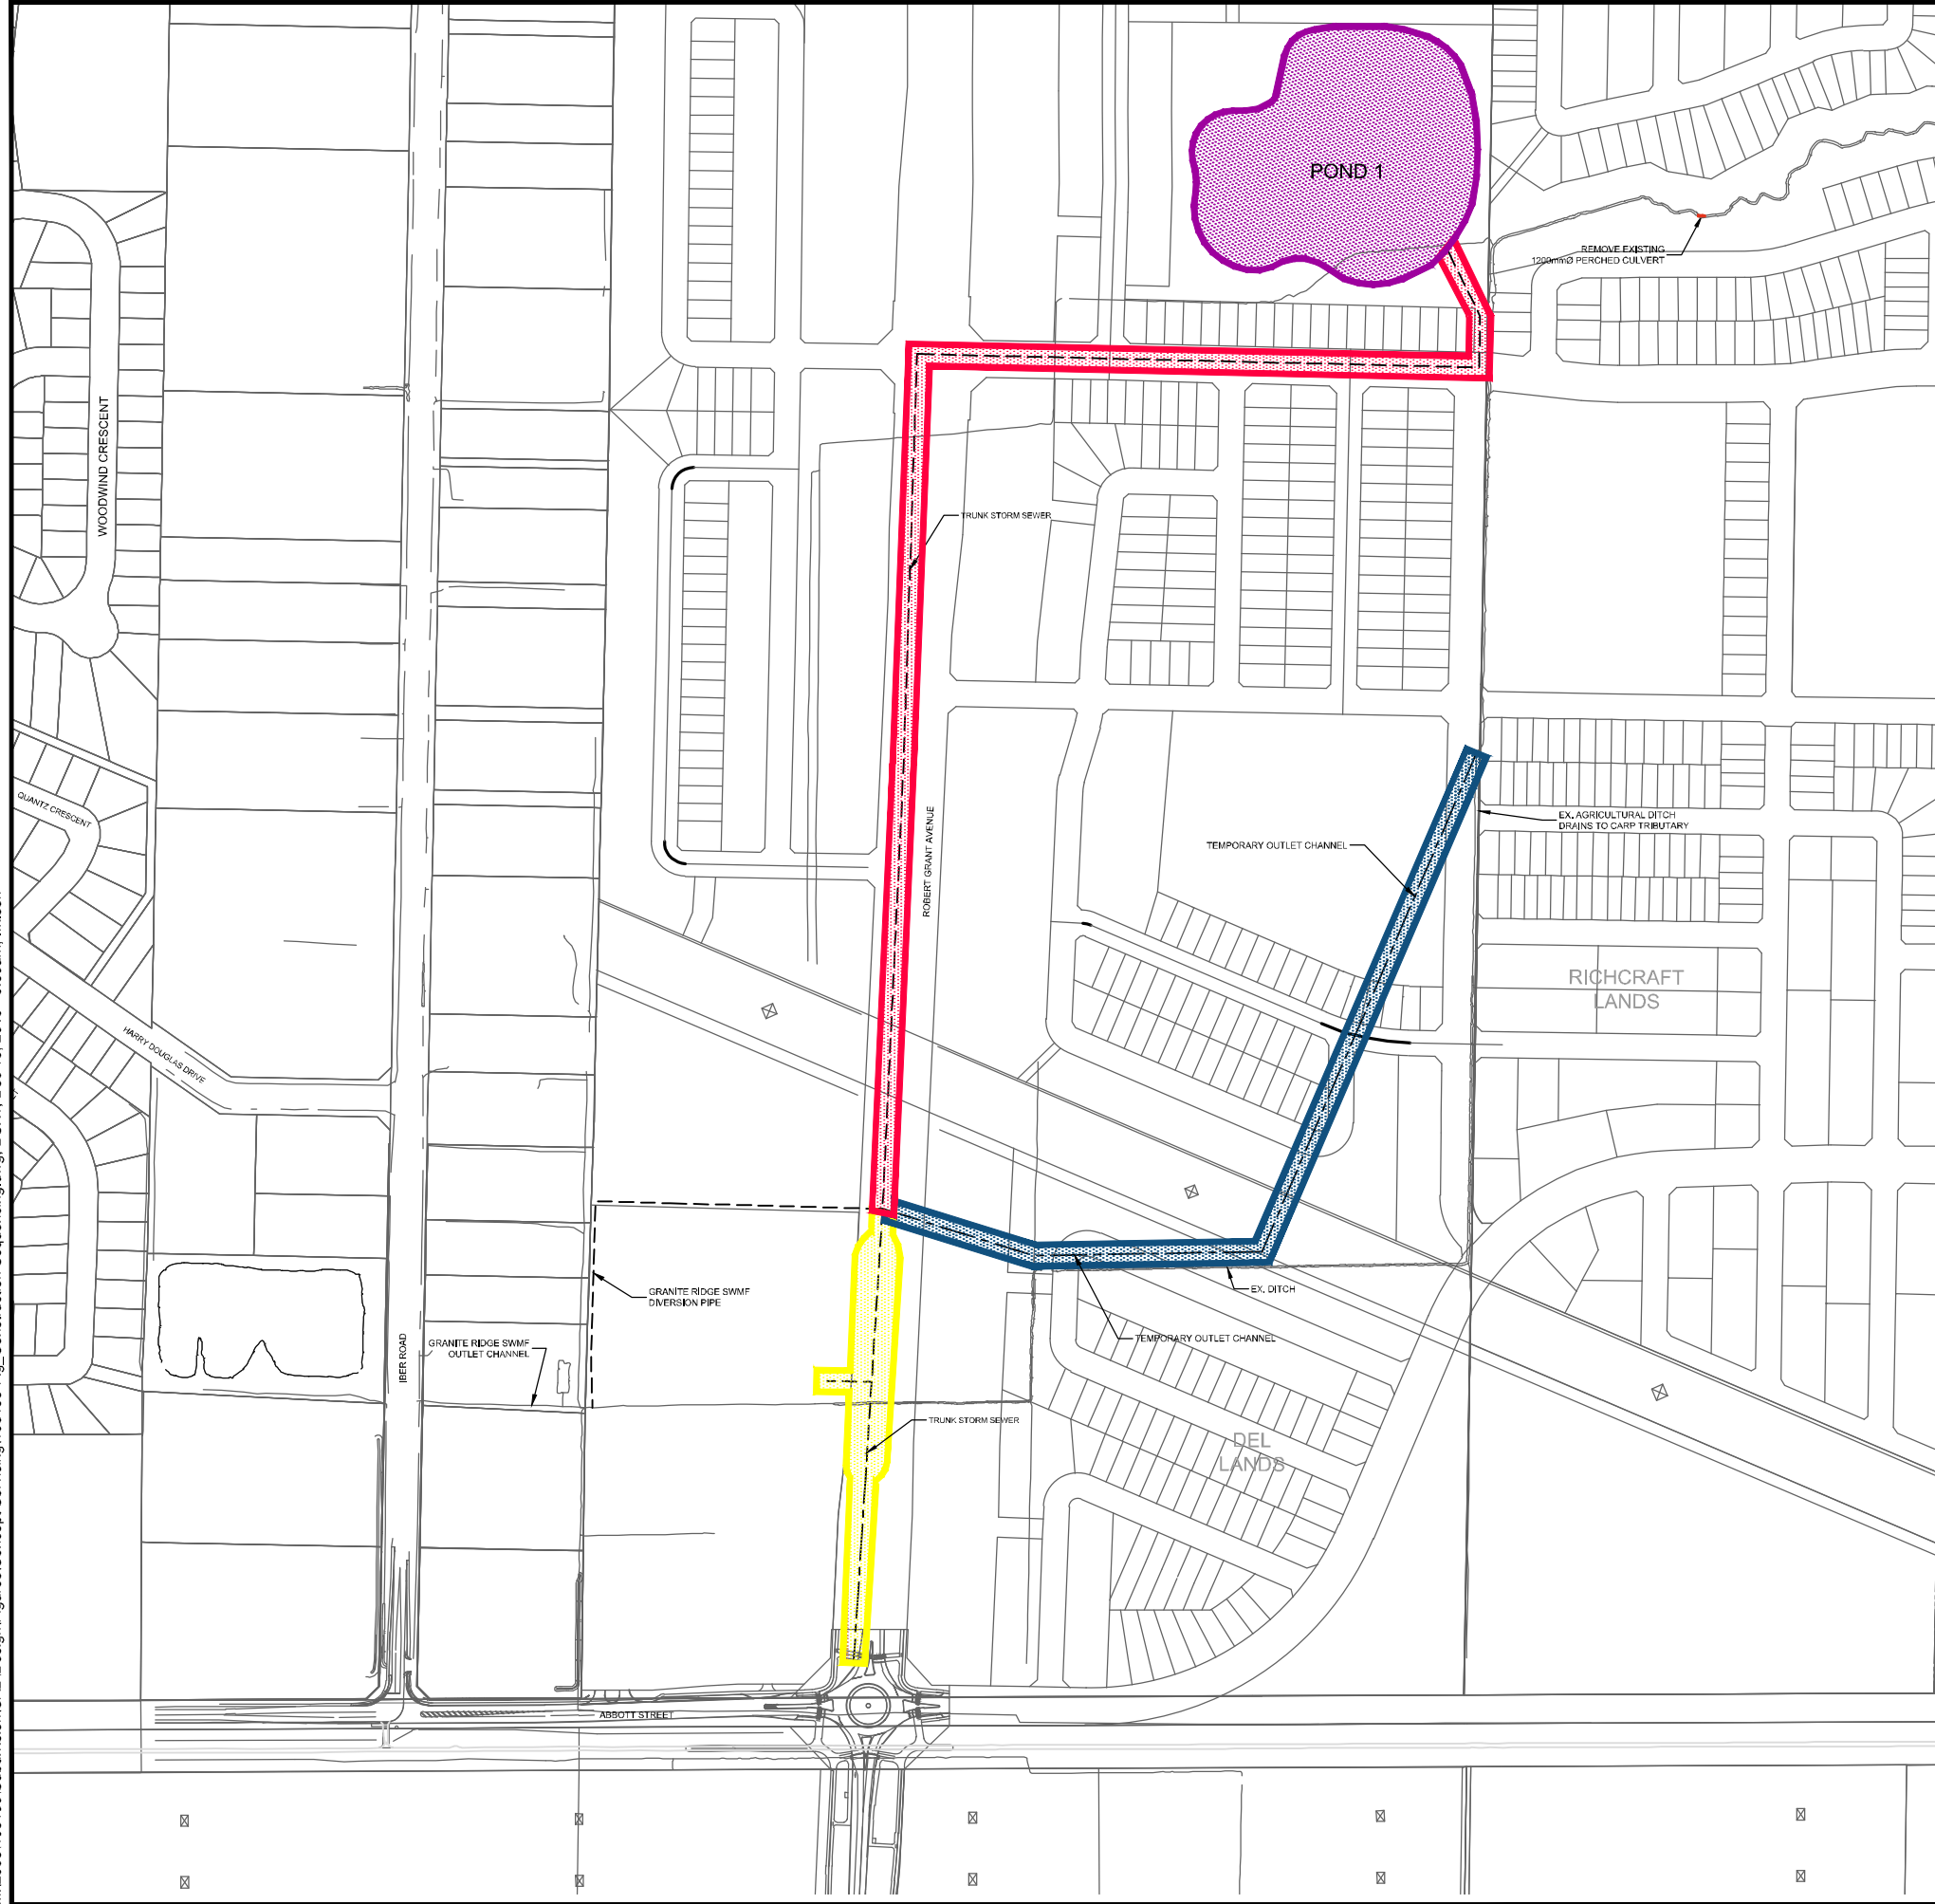 POND 1
REMOVE EXISTING
1200mmØ PERCHED CULVERT
WOODWIND CRESCENT
TRUNK STORM SEWER
QUANTZ CRESCENT
ROBERT GRANT AVENUE
EX. AGRICULTURAL DITCH
DRAINS TO CARP TRIBUTARY
TEMPORARY OUTLET CHANNEL
RICHCRAFT
LANDS
HARRY DOUGLAS DRIVE
GRANITE RIDGE SWMF
DIVERSION PIPE
EX. DITCH
GRANITE RIDGE SWMF
OUTLET CHANNEL
TEMPORARY OUTLET CHANNEL
IBER ROAD
TRUNK STORM SEWER
DEL
LANDS
ABBOTT STREET